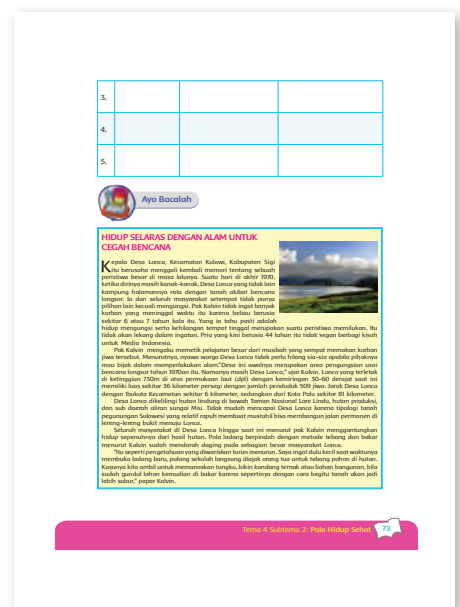 3.
4.
5.
Ayo Bacalah
HIDUP SELARAS DENGAN ALAM UNTUK
CEGAH BENCANA
Kepala Desa Lonca, Kecamatan Kulawi, Kabupaten Sigi
itu berusaha menggali kembali memori tentang sebuah
peristiwa besar di masa lalunya. Suatu hari di akhir 1970,
ketika dirinya masih kanak-kanak, Desa Lonca yang tidak lain
kampung halamannya rata dengan tanah akibat bencana
longsor. Ia dan seluruh masyarakat setempat tidak punya
pilihan lain kecuali mengungsi. Pak Kalvin tidak ingat banyak
korban yang meninggal waktu itu karena beliau berusia
sekitar 6 atau 7 tahun kala itu. Yang ia tahu pasti adalah
hidup mengungsi serta kehilangan tempat tinggal merupakan suatu peristiwa memilukan. Itu
tidak akan lekang dalam ingatan. Pria yang kini berusia 44 tahun itu tidak segan berbagi kisah
untuk Media Indonesia.
Pak Kalvin mengaku memetik pelajaran besar dari musibah yang sempat memakan korban
jiwa tersebut. Menurutnya, nyawa warga Desa Lonca tidak perlu hilang sia-sia apabila pihaknya
mau bijak dalam memperlakukan alam."Desa ini awalnya merupakan area pengungsian usai
bencana longsor tahun 1970an itu. Namanya masih Desa Lonca," ujar Kalvin. Lonca yang terletak
di ketinggian 730m di atas permukaan laut (dpl) dengan kemiringan 30-60 derajat saat ini
memiliki luas sekitar 36 kilometer persegi dengan jumlah penduduk 509 jiwa. Jarak Desa Lonca
dengan Ibukota Kecamatan sekitar 6 kilometer, sedangkan dari Kota Palu sekitar 81 kilometer.
Desa Lonca dikelilingi hutan lindung di bawah Taman Nasional Lore Lindu, hutan produksi,
dan sub daerah aliran sungai Miu. Tidak mudah mencapai Desa Lonca karena tipologi tanah
pegunungan Sulawesi yang relatif rapuh membuat mustahil bisa membangun jalan permanen di
lereng-lereng bukit menuju Lonca.
Seluruh masyarakat di Desa Lonca hingga saat ini menurut pak Kalvin menggantungkan
hidup sepenuhnya dari hasil hutan. Pola ladang berpindah dengan metode tebang dan bakar
menurut Kalvin sudah mendarah daging pada sebagian besar masyarakat Lonca.
"Itu seperti pengetahuan yang diwariskan turun menurun. Saya ingat dulu kecil saat waktunya
membuka ladang baru, pulang sekolah langsung diajak orang tua untuk tebang pohon di hutan.
Kayunya kita ambil untuk memanaskan tungku, bikin kandang ternak atau bahan bangunan, bila
sudah gundul lahan kemudian di bakar karena sepertinya dengan cara begitu tanah akan jadi
lebih subur," papar Kalvin.
Tema 4 Subtema 2: Pola Hidup Sehat 73